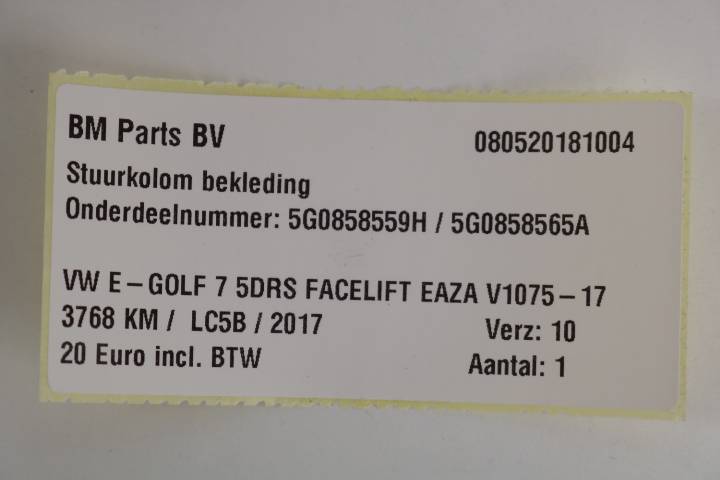 BM Parts BV 080520181004
Stuurkolom bekleding
Onderdeelnummer: 5G0858559H / 5G0858565A
VW E-GOLF 7 5DRS FACELIFT EAZA V1075-17
3768 KM / LC5B / 2017 Verz: 10
20 Euro incl. BTW Aantal: 1